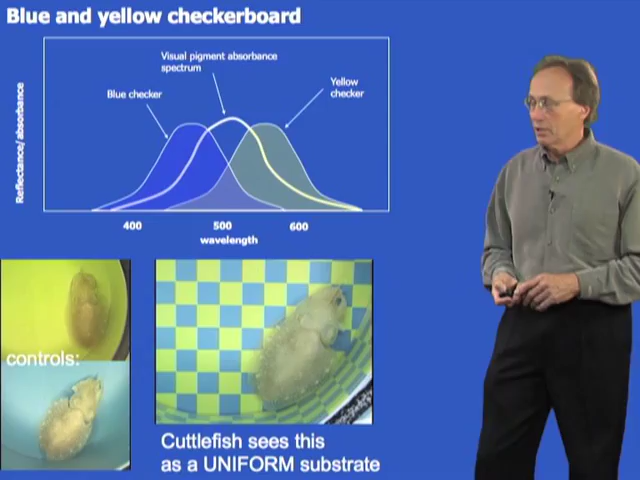 Blue and yellow checkerboard
Visual pigment absorbance
spectrum
Yellow
checker
Blue checker
Reflectance/absorbance
400
500
600
wavelength
controls:
Cuttlefish sees this
as a UNIFORM substrate